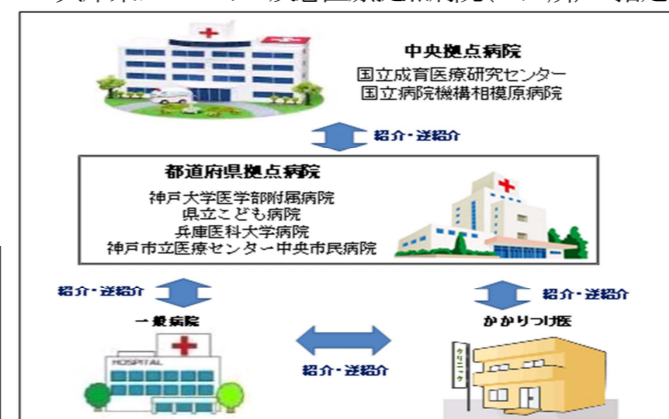 中央拠点病院
国立成育医療研究センター
国立病院機構相模原病院
紹介・逆紹介
都道府県拠点病院
神戸大学医学部附属病院
県立こども病院
兵庫医科大学病院
神戸市立医療センター中央市民病院
紹介・逆紹介
紹介・逆紹介
一般病院
かかりつけ医
HOSPITAL
紹介・逆紹介
クリニック